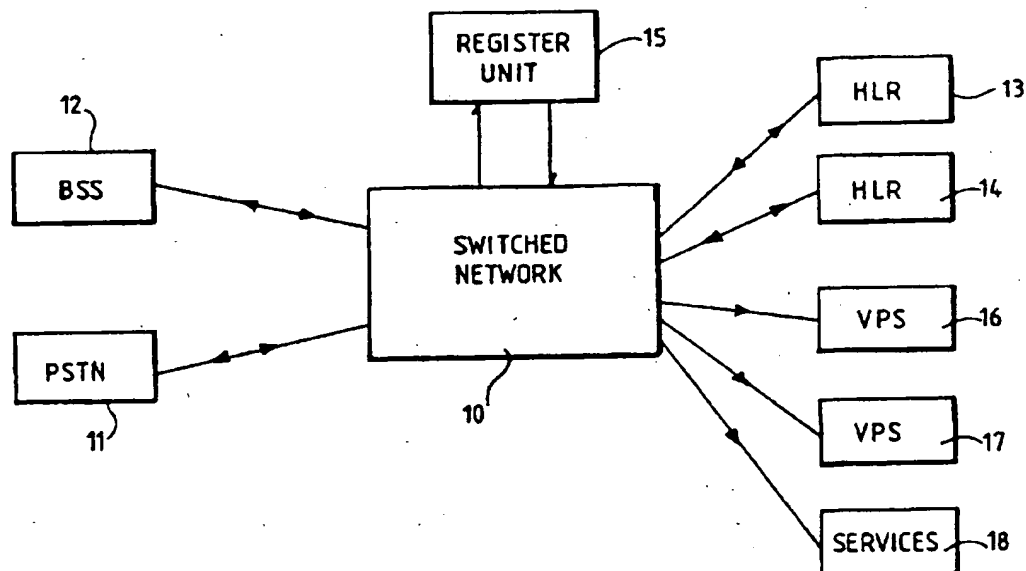 REGISTER
UNIT
15
HLR
13
12
BSS
HLR
14
SWITCHED
NETWORK
VPS
16
PSTN
11
10
VPS
17
SERVICES
18